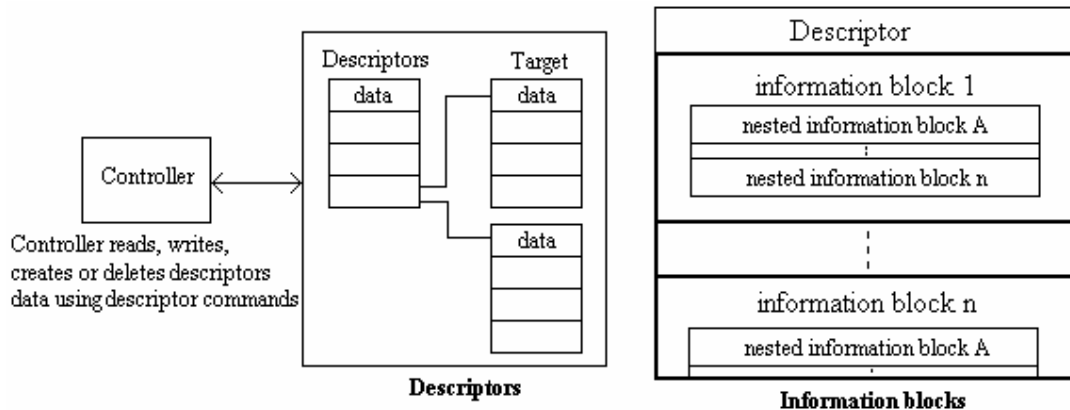 Descriptors
Target
data
data
Controller
data
Controller reads, writes,
creates or deletes descriptors
data using descriptor commands
Descriptors
Descriptor
information block 1
nested information block A
nested information block n
information block n
nested information block A
Information blocks